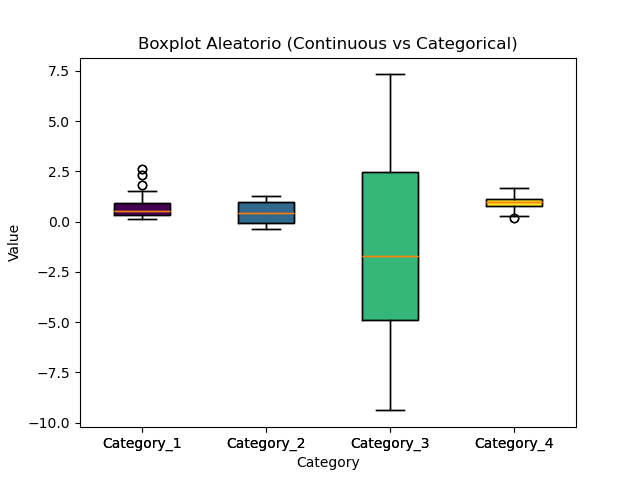 Boxplot Aleatorio (Continuous vs Categorical)
7.5
5.0
2.5
0.0
−2.5
−5.0
−7.5
−10.0
Value
Category_1 Category_2 Category_3 Category_4
Category